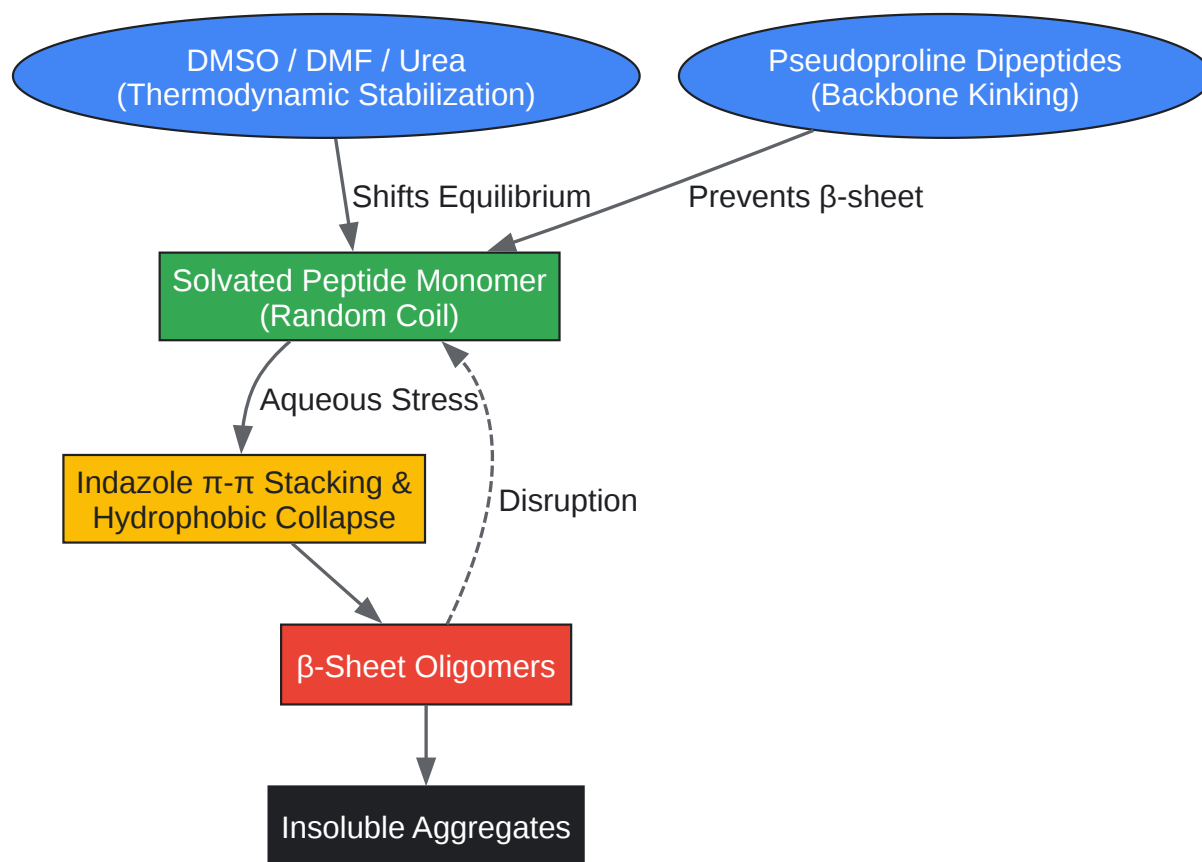 DMSO / DMF / Urea
(Thermodynamic Stabilization)
Pseudoproline Dipeptides
(Backbone Kinking)
Shifts Equilibrium
Prevents β-sheet
Solvated Peptide Monomer
(Random Coil)
Aqueous Stress
Indazole π-π Stacking &
Hydrophobic Collapse
Disruption
β-Sheet Oligomers
Insoluble Aggregates